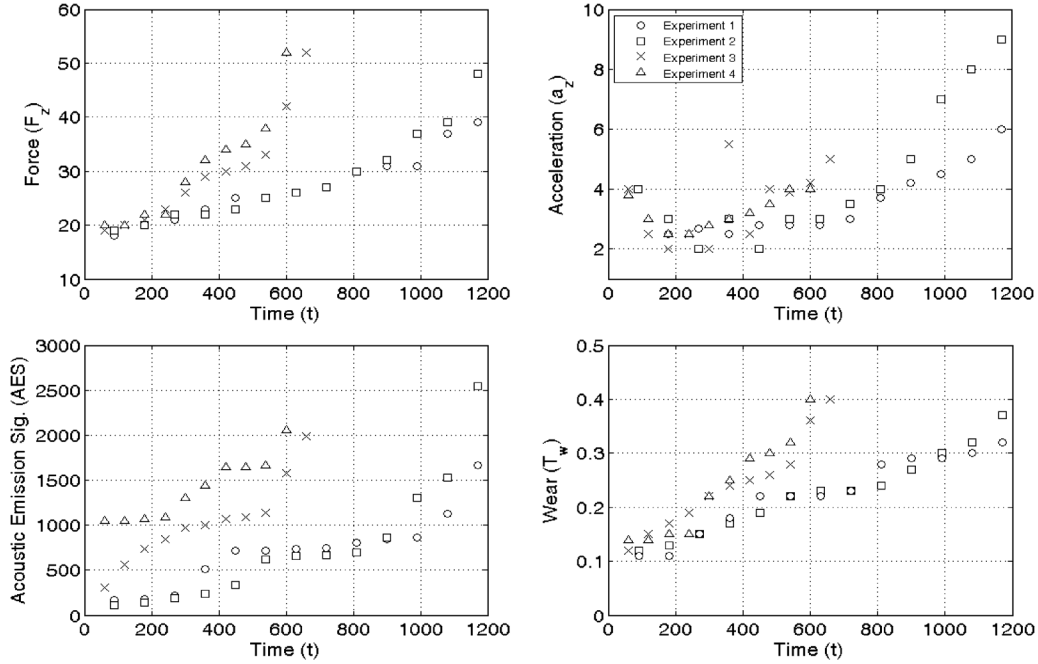 60
50
40
30
20
10
Force (F_z)
0 200 400 600 800 1000 1200
Time (t)
10
8
6
4
2
Acceleration (a_z)
Experiment 1
Experiment 2
Experiment 3
Experiment 4
0 200 400 600 800 1000 1200
Time (t)
3000
2500
2000
1500
1000
500
0
Acoustic Emission Sig. (AES)
0 200 400 600 800 1000 1200
Time (t)
0.5
0.4
0.3
0.2
0.1
0
Wear (T_w)
0 200 400 600 800 1000 1200
Time (t)